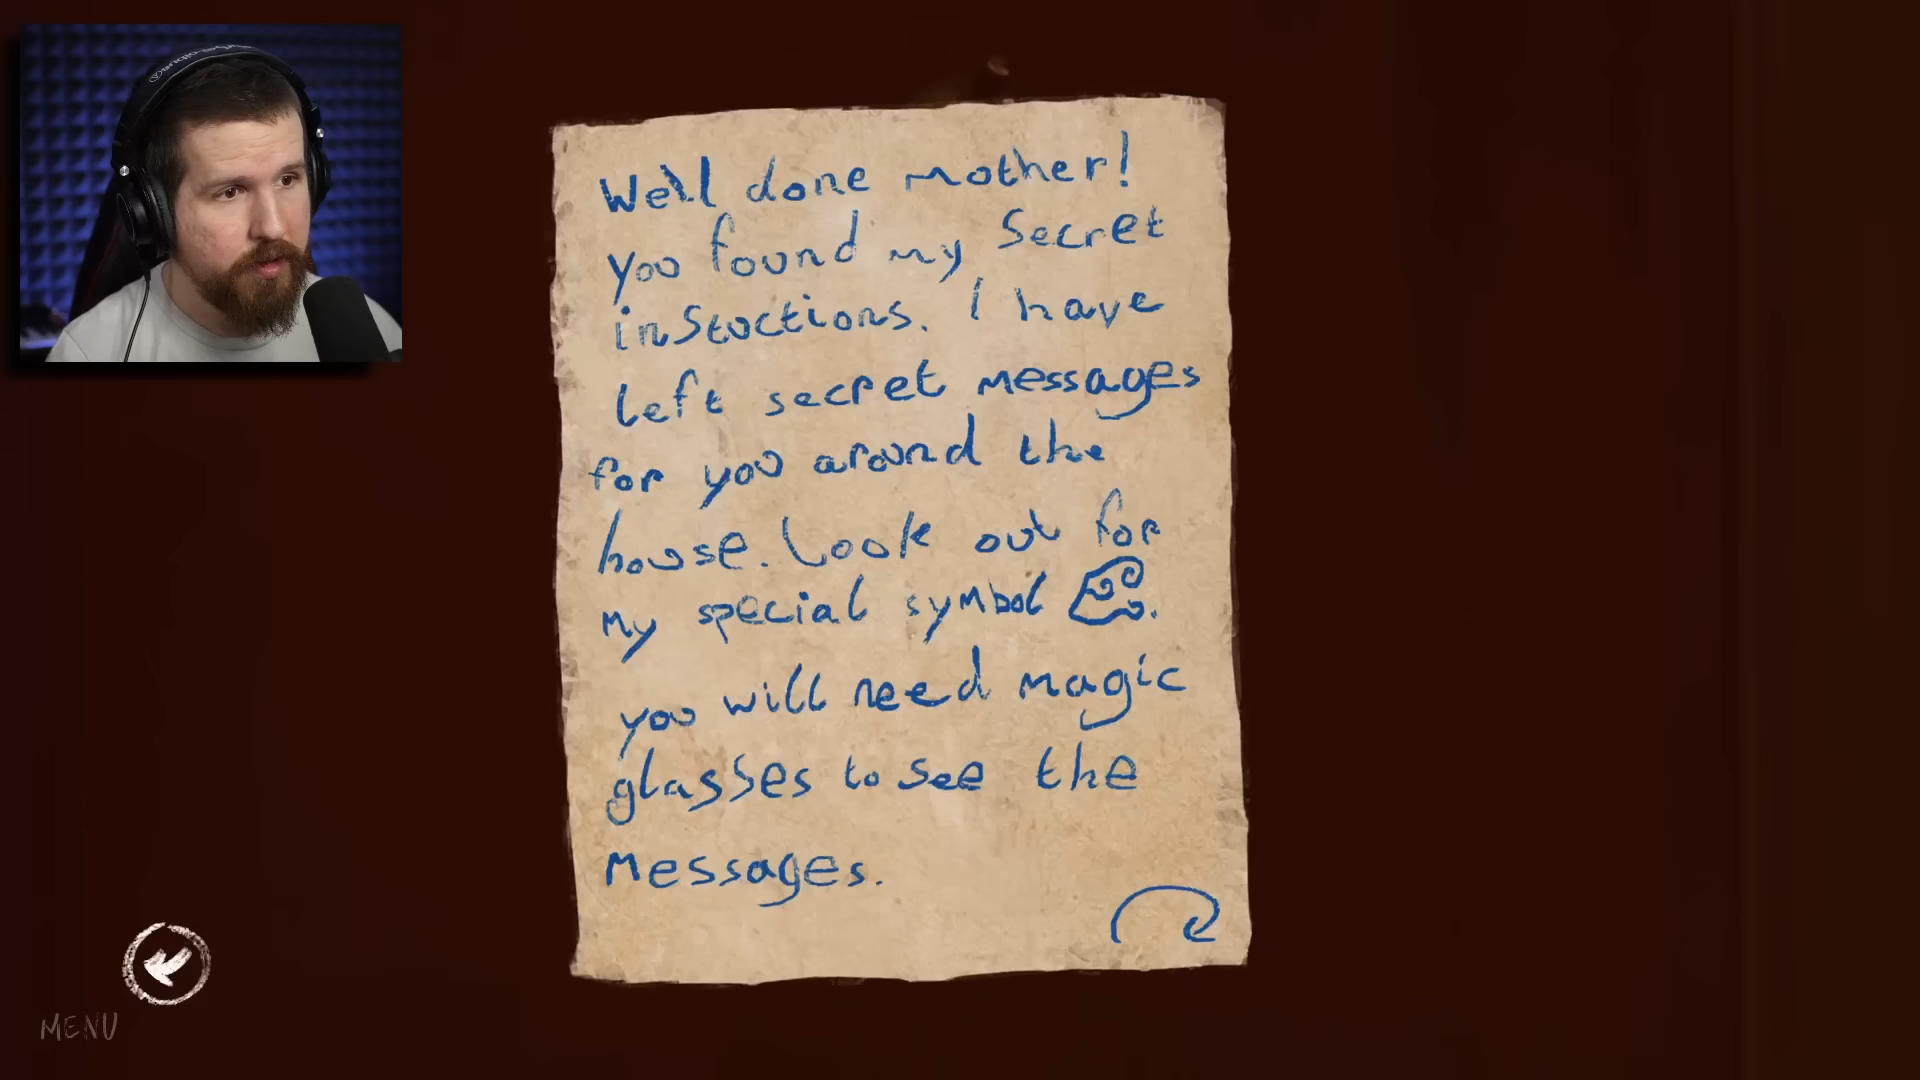 Well done mother!
you found my Secret
instuctions. I have
left secret messages
for you around the
house. Look out for
my special symbol
you will need magic
glasses to see the
messages.
MENU